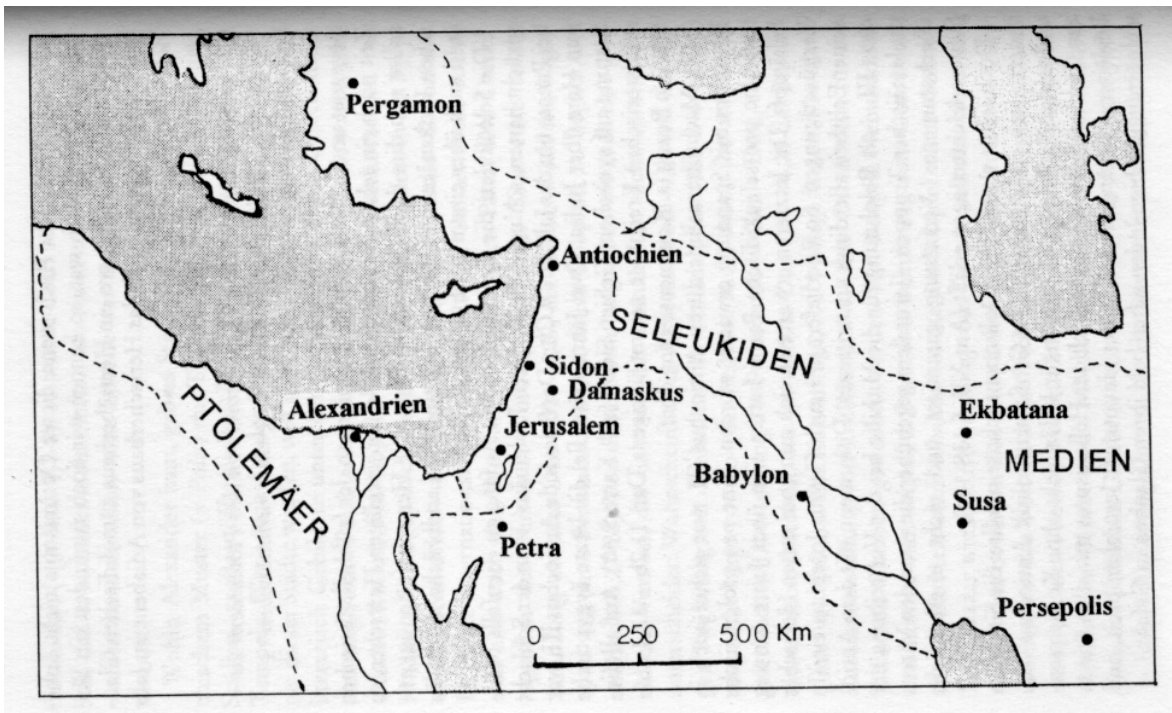 Pergamon
Antiochien
SELEUKIDEN
Sidon
Damaskus
Alexandrien
PTOLEMÄER
Jerusalem
Ekbatana
MEDIEN
Babylon
Susa
Petra
Persepolis
0 250 500 Km